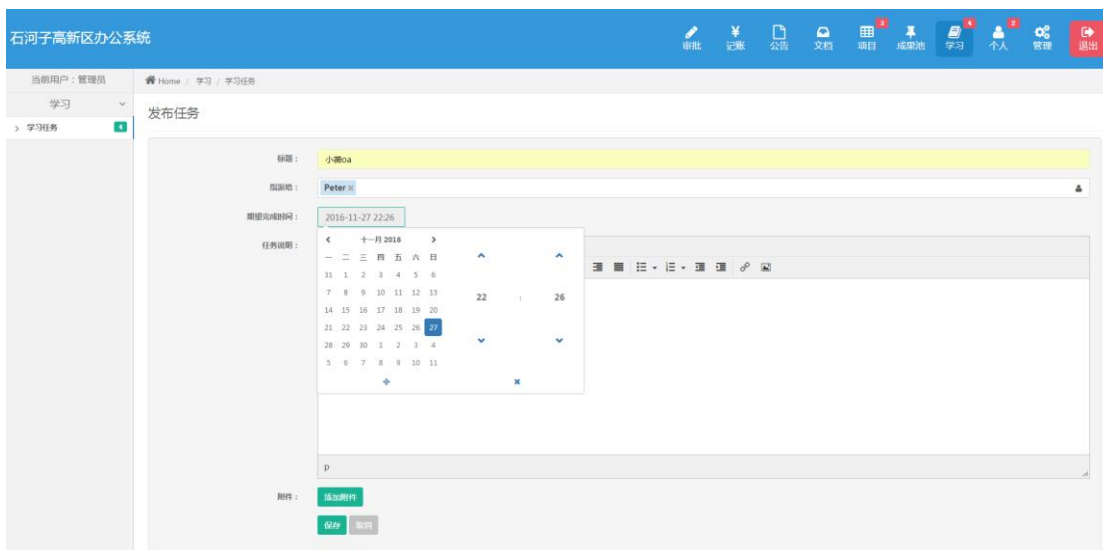 石河子高新区办公系统
审批 记账 公告 文档 项目 3 成果池 学习 4 个人 2 管理 退出
当前用户：管理员
Home / 学习 / 学习任务
学习
学习任务 4
发布任务
标题： 小薇oa
指派给： Peter ×
期望完成时间： 2016-11-27 22:26
任务说明：
十一月 2016
一 二 三 四 五 六 日
31 1 2 3 4 5 6
7 8 9 10 11 12 13
14 15 16 17 18 19 20
21 22 23 24 25 26 27
28 29 30 1 2 3 4
5 6 7 8 9 10 11
22 : 26
p
附件： 添加附件
保存 取消